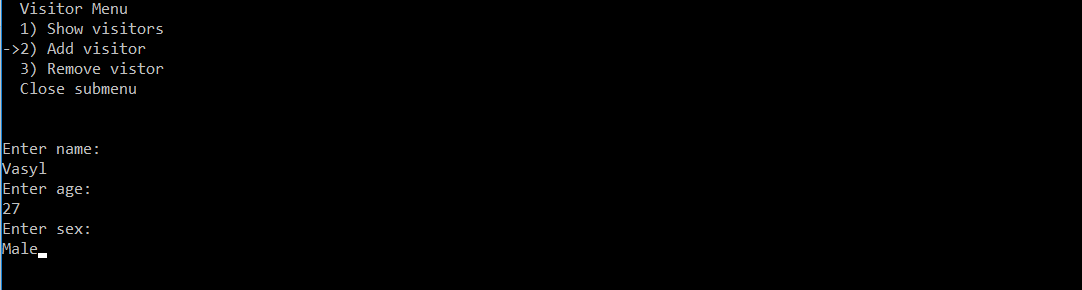 Visitor Menu
1) Show visitors
->2) Add visitor
3) Remove vistor
Close submenu
Enter name:
Vasyl
Enter age:
27
Enter sex:
Male